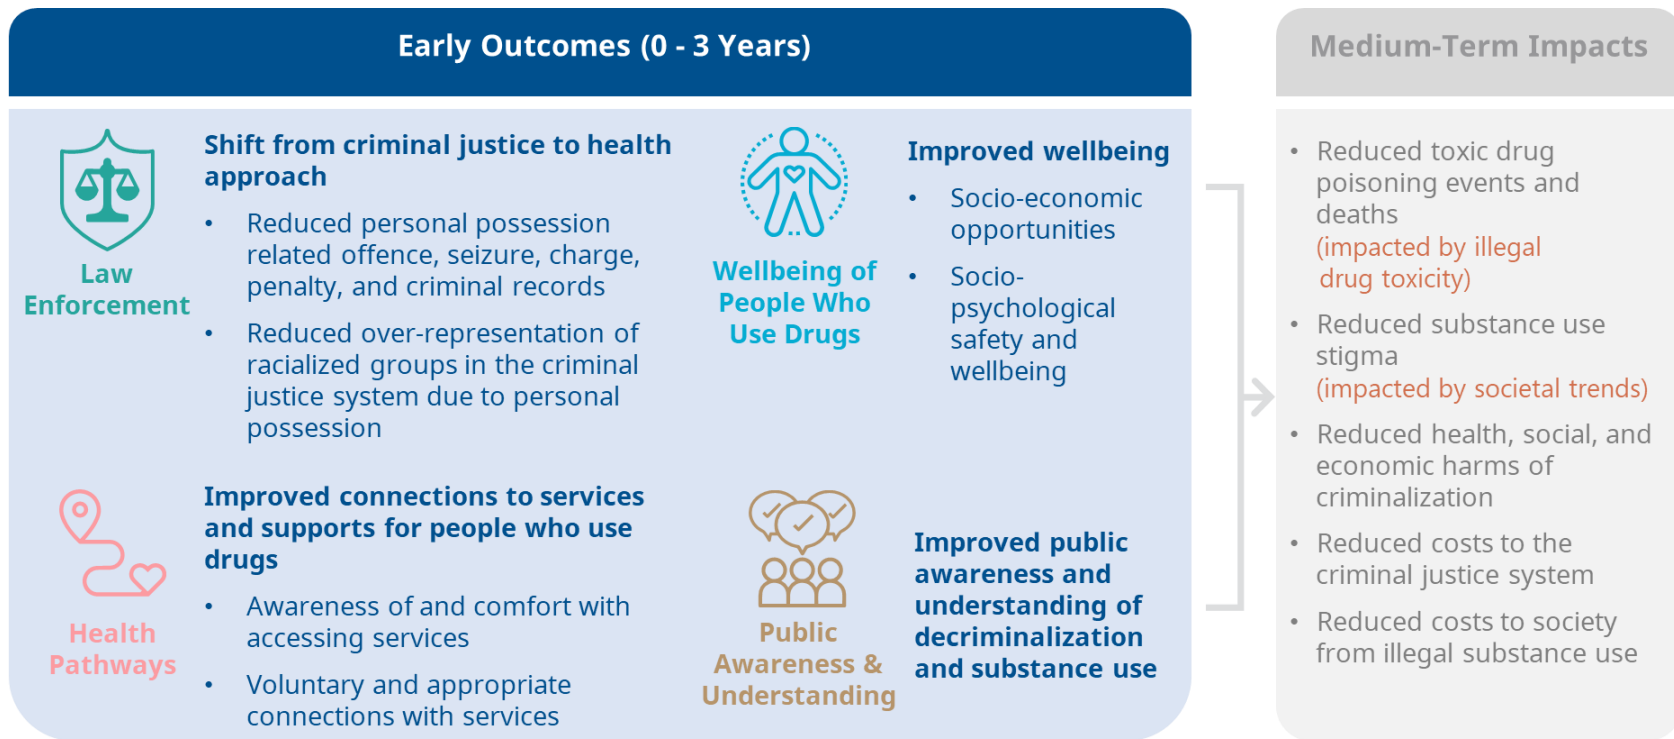 Early Outcomes (0 - 3 Years)
Law
Enforcement
Shift from criminal justice to health
approach
• Reduced personal possession
related offence, seizure, charge,
penalty, and criminal records
• Reduced over-representation of
racialized groups in the criminal
justice system due to personal
possession
Wellbeing of
People Who
Use Drugs
Improved wellbeing
• Socio-economic
opportunities
• Socio-
psychological
safety and
wellbeing
Health
Pathways
Improved connections to services
and supports for people who use
drugs
• Awareness of and comfort with
accessing services
• Voluntary and appropriate
connections with services
Public
Awareness &
Understanding
Improved public
awareness and
understanding of
decriminalization
and substance use
Medium-Term Impacts
• Reduced toxic drug
poisoning events and
deaths
(impacted by illegal
drug toxicity)
• Reduced substance use
stigma
(impacted by societal trends)
• Reduced health, social, and
economic harms of
criminalization
• Reduced costs to the
criminal justice system
• Reduced costs to society
from illegal substance use